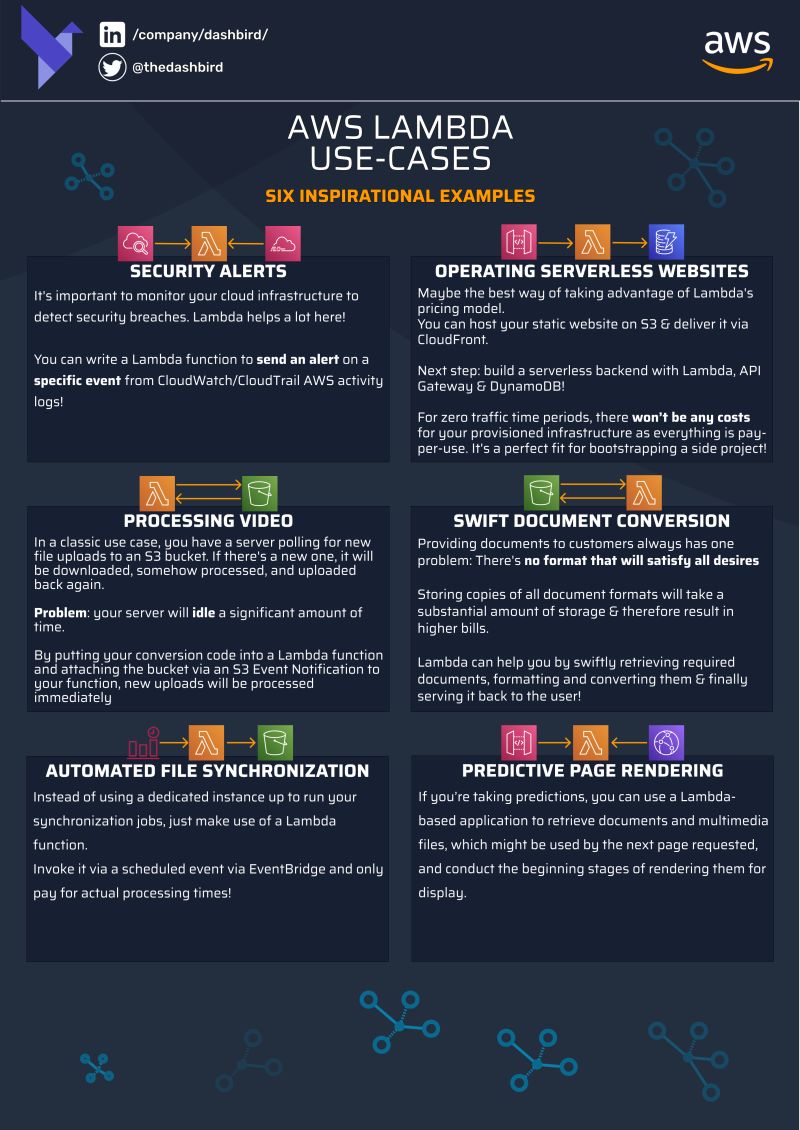 /company/dashbird/
@thedashbird
aws
AWS LAMBDA
USE-CASES
SIX INSPIRATIONAL EXAMPLES
SECURITY ALERTS
It's important to monitor your cloud infrastructure to
detect security breaches. Lambda helps a lot here!
You can write a Lambda function to send an alert on a
specific event from CloudWatch/CloudTrail AWS activity
logs!
OPERATING SERVERLESS WEBSITES
Maybe the best way of taking advantage of Lambda's
pricing model.
You can host your static website on S3 & deliver it via
CloudFront.
Next step: build a serverless backend with Lambda, API
Gateway & DynamoDB!
For zero traffic time periods, there won't be any costs
for your provisioned infrastructure as everything is pay-
per-use. It's a perfect fit for bootstrapping a side project!
PROCESSING VIDEO
In a classic use case, you have a server polling for new
file uploads to an S3 bucket. If there's a new one, it will
be downloaded, somehow processed, and uploaded
back again.
Problem: your server will idle a significant amount of
time.
By putting your conversion code into a Lambda function
and attaching the bucket via an S3 Event Notification to
your function, new uploads will be processed
immediately
SWIFT DOCUMENT CONVERSION
Providing documents to customers always has one
problem: There's no format that will satisfy all desires
Storing copies of all document formats will take a
substantial amount of storage & therefore result in
higher bills.
Lambda can help you by swiftly retrieving required
documents, formatting and converting them & finally
serving it back to the user!
AUTOMATED FILE SYNCHRONIZATION
Instead of using a dedicated instance up to run your
synchronization jobs, just make use of a Lambda
function.
Invoke it via a scheduled event via EventBridge and only
pay for actual processing times!
PREDICTIVE PAGE RENDERING
If you're taking predictions, you can use a Lambda-
based application to retrieve documents and multimedia
files, which might be used by the next page requested,
and conduct the beginning stages of rendering them for
display.